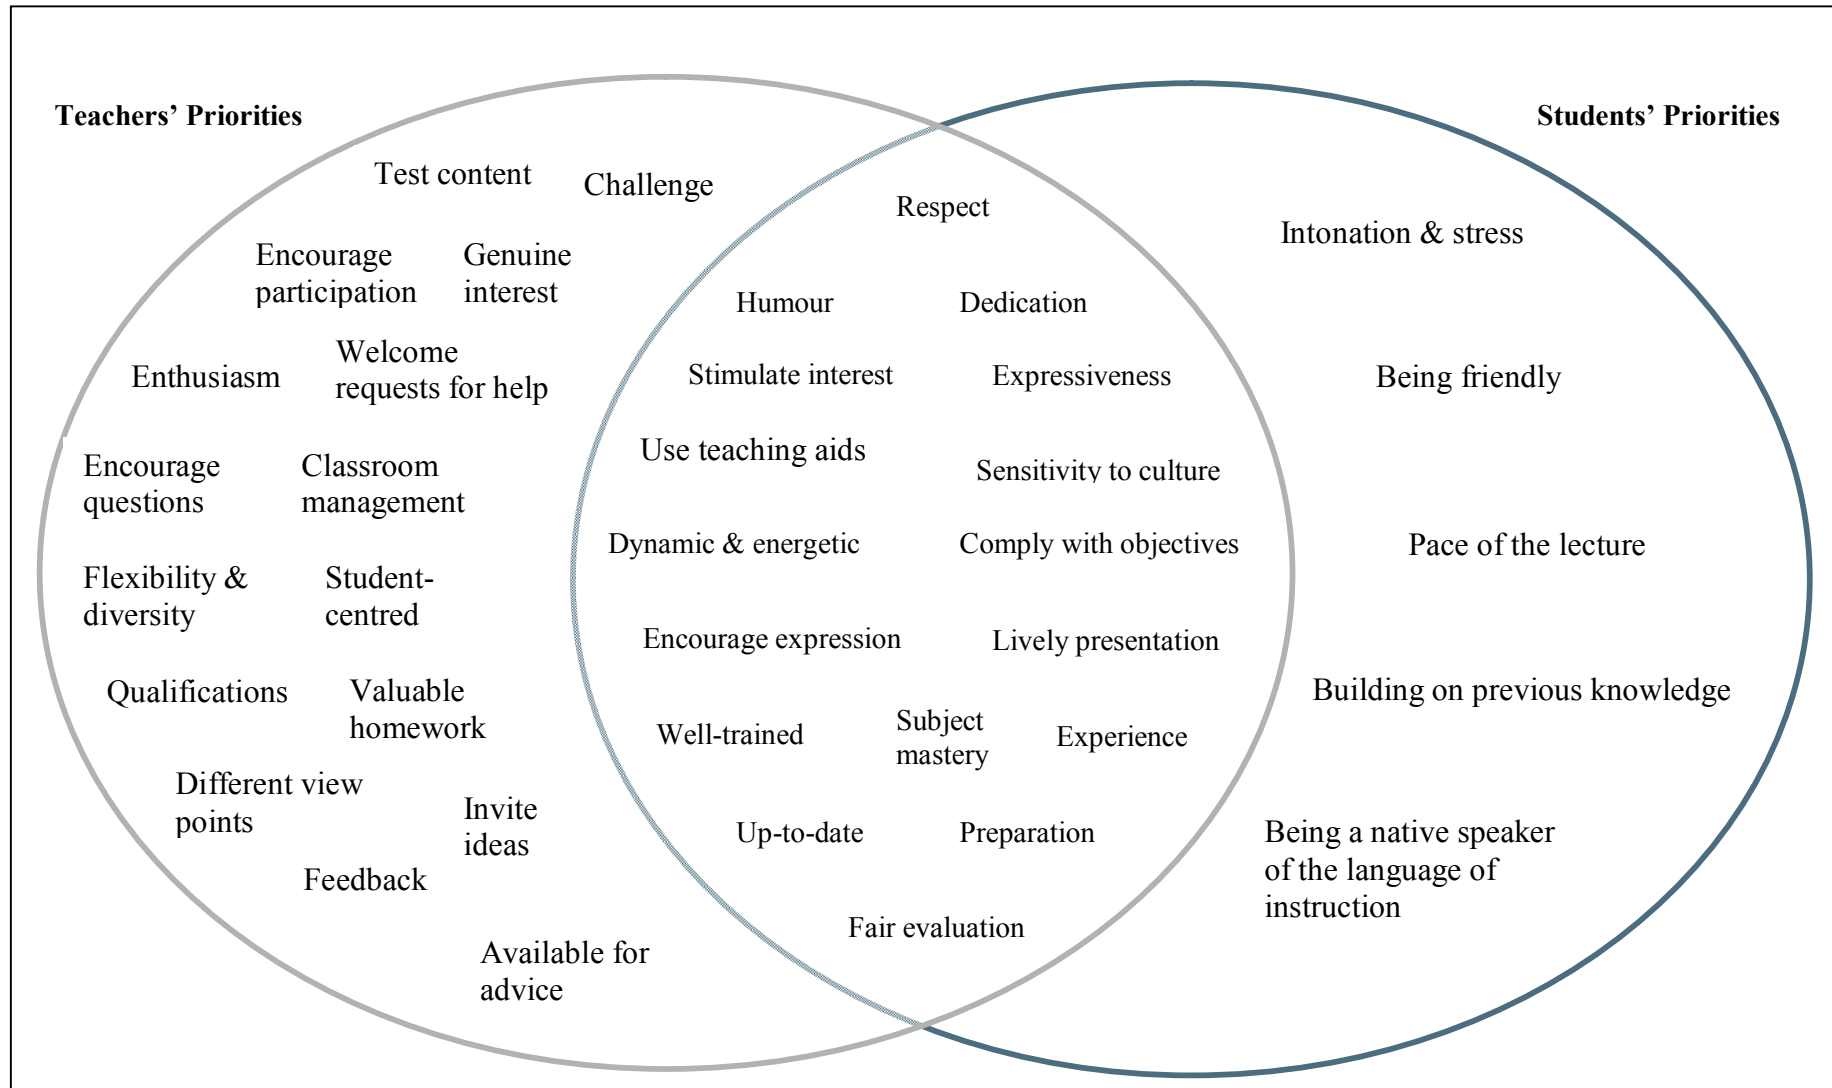 Teachers’ Priorities
Students’ Priorities
Test content
Challenge
Encourage
participation
Genuine
interest
Enthusiasm
Welcome
requests for help
Encourage
questions
Classroom
management
Flexibility &
diversity
Student-
centred
Qualifications
Valuable
homework
Different view
points
Invite
ideas
Feedback
Available for
advice
Respect
Humour
Dedication
Stimulate interest
Expressiveness
Use teaching aids
Sensitivity to culture
Dynamic & energetic
Comply with objectives
Encourage expression
Lively presentation
Well-trained
Subject
mastery
Experience
Up-to-date
Preparation
Fair evaluation
Intonation & stress
Being friendly
Pace of the lecture
Building on previous knowledge
Being a native speaker
of the language of
instruction